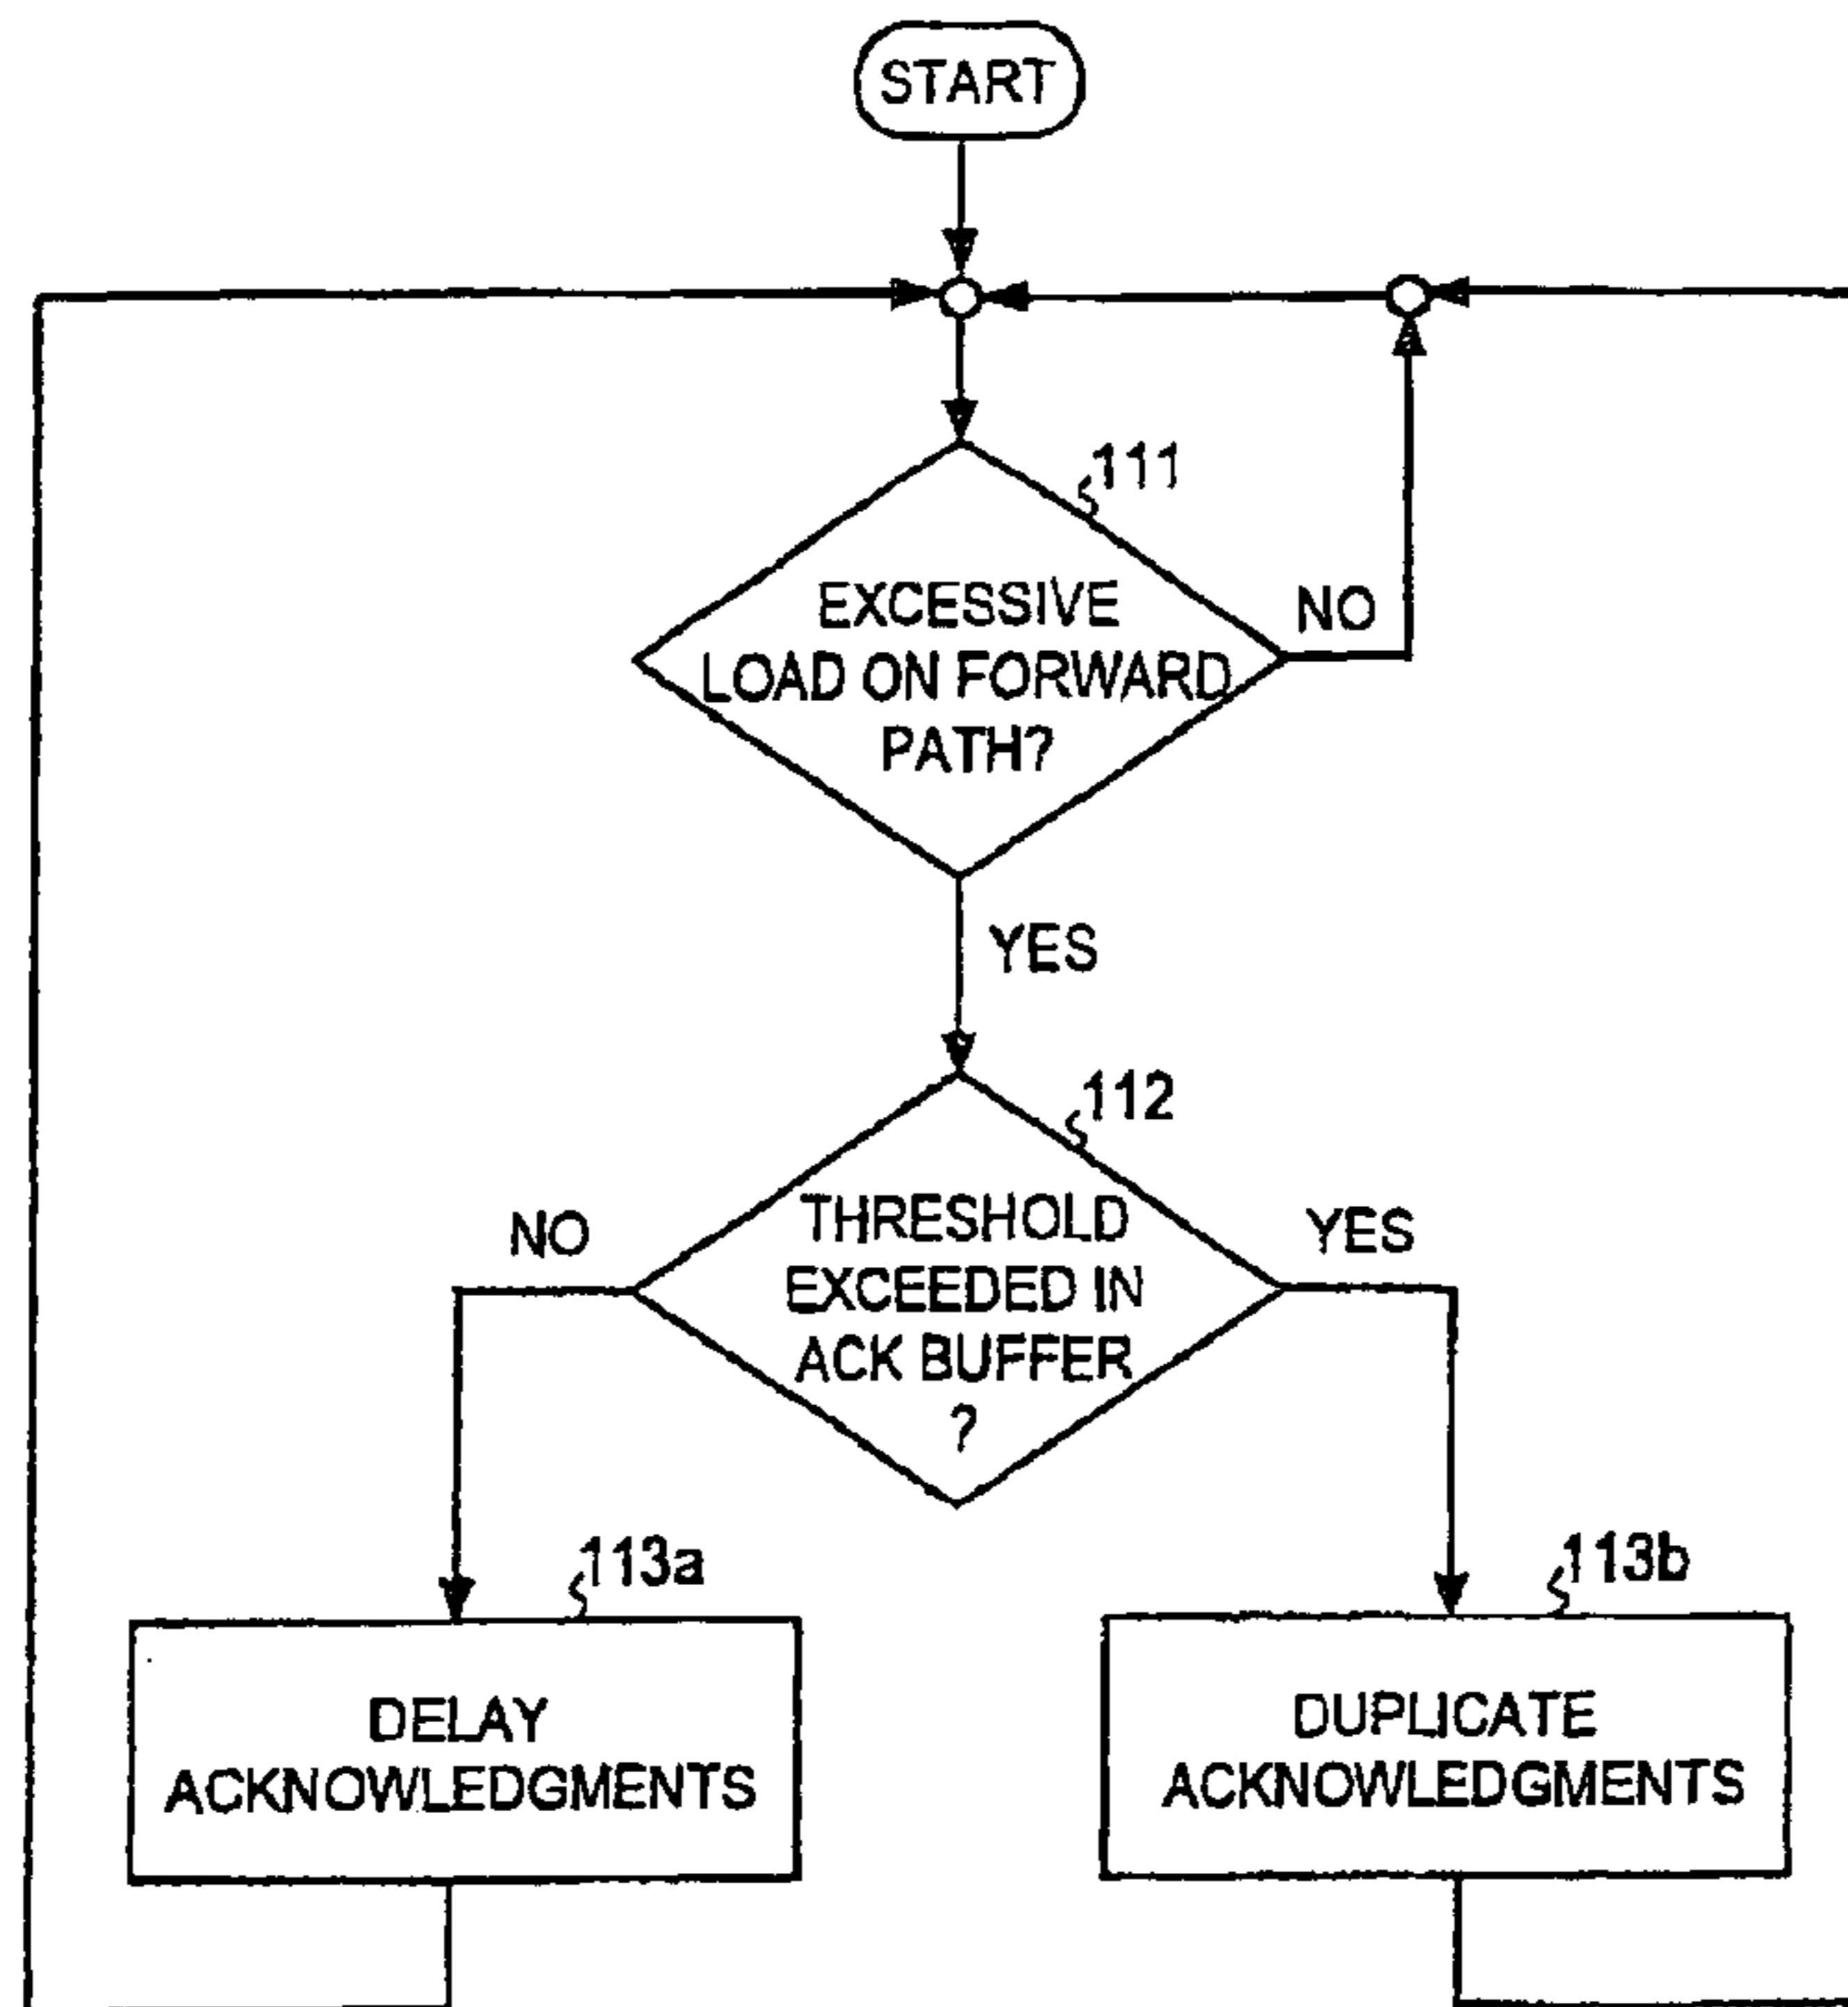 START
111
EXCESSIVE
LOAD ON FORWARD
PATH?
NO
YES
112
THRESHOLD
EXCEEDED IN
ACK BUFFER
?
NO
YES
113a
DELAY
ACKNOWLEDGMENTS
113b
DUPLICATE
ACKNOWLEDGMENTS